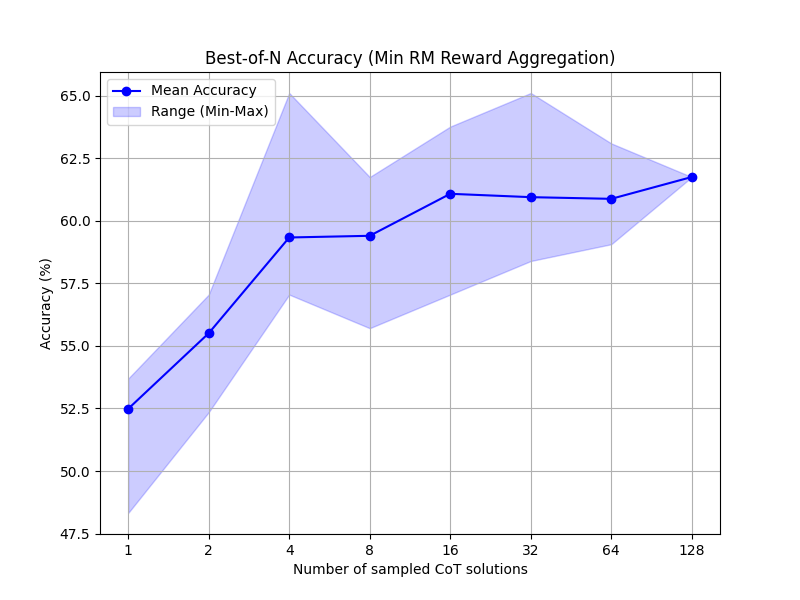 Best-of-N Accuracy (Min RM Reward Aggregation)
Mean Accuracy
Range (Min-Max)
Accuracy (%)
65.0
62.5
60.0
57.5
55.0
52.5
50.0
47.5
1 2 4 8 16 32 64 128
Number of sampled CoT solutions